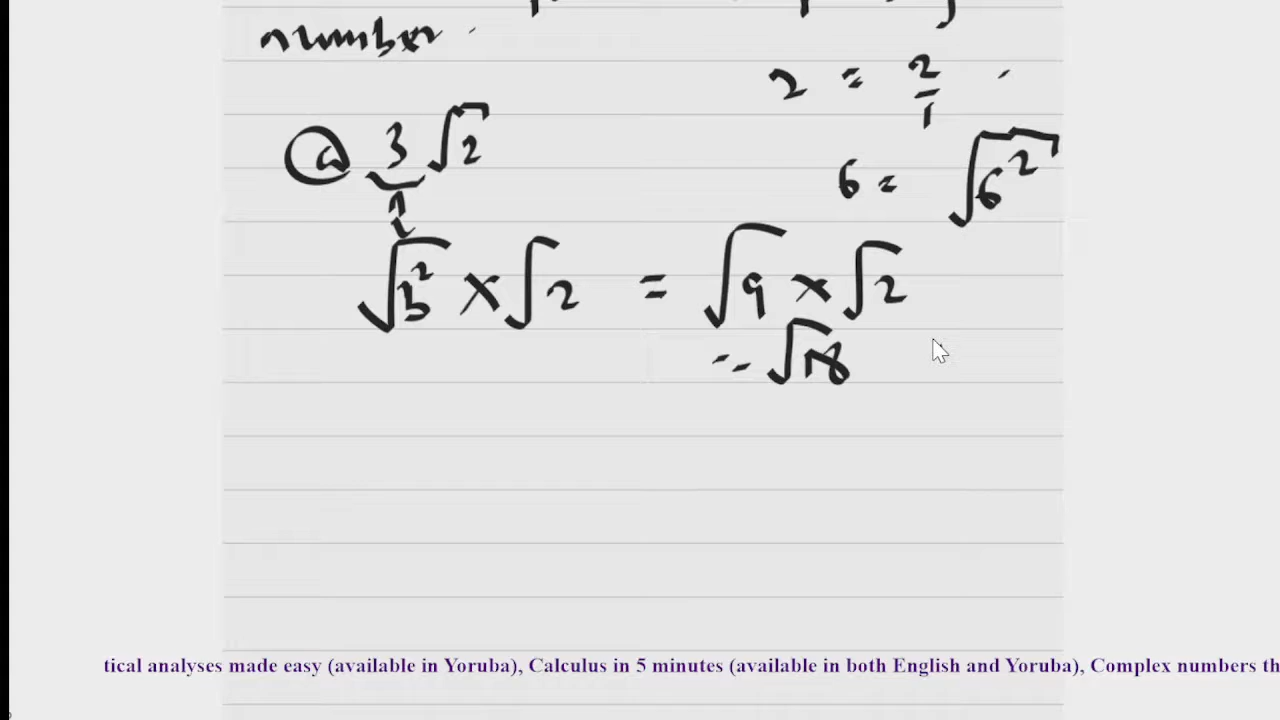 number.
2 = 2/1
ⓐ 3√2
6 = √6²
√3² × √2 = √9 × √2
= √18
tical analyses made easy (available in Yoruba), Calculus in 5 minutes (available in both English and Yoruba), Complex numbers th